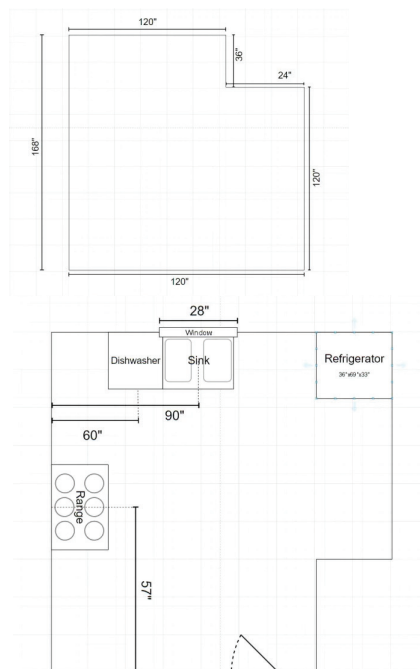 120"
36"
24"
168"
120"
120"
28"
Window
Dishwasher
Sink
Refrigerator
36"x69"x33"
90"
60"
Range
57"